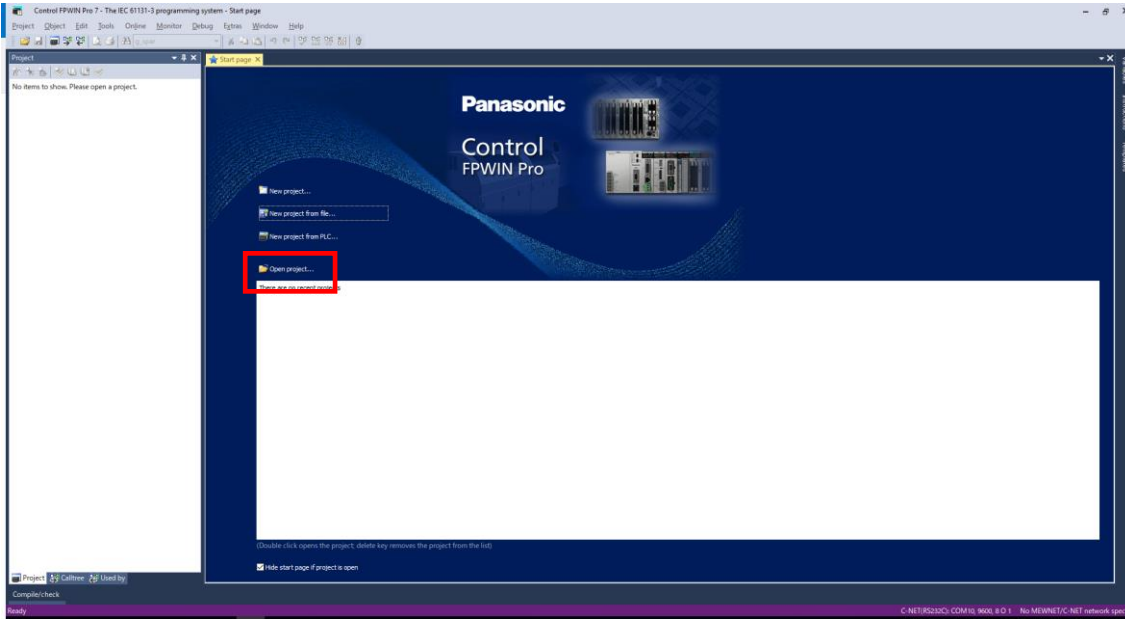 Control FPWIN Pro 7 - The IEC 61131-3 programming system - Start page
Project Object Edit Tools Online Monitor Debug Extras Window Help
Project
Start page
No items to show. Please open a project.
Panasonic
Control
FPWIN Pro
New project...
New project from file...
New project from PLC...
Open project...
There are no recent projects
(Double click opens the project; delete key removes the project from the list)
Hide start page if project is open
Project Calltree Used by
Compile/check
Ready
C-NET(RS232C): COM10, 9600, 8 O 1 No MEWNET/C-NET network spec